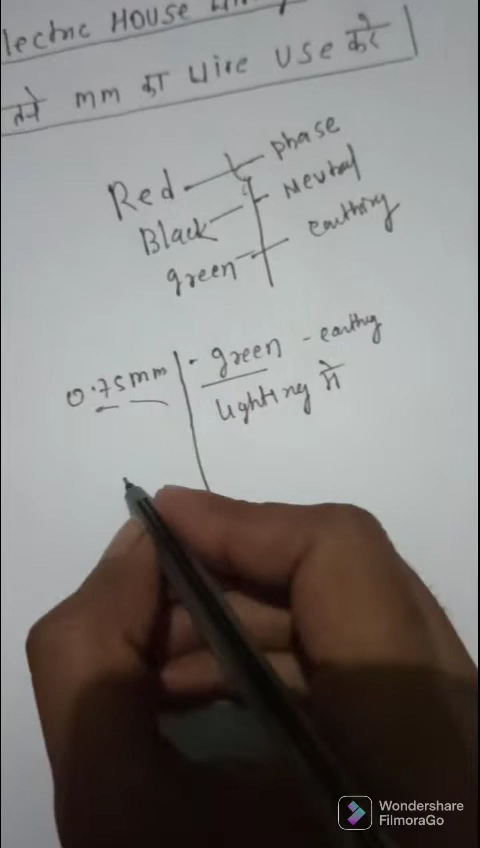 lectric HOUSE
तने mm का wire use करे
Red - phase
Black - Neutral
green - earthing
0.75mm - green - earthg
lighting में
Wondershare
FilmoraGo